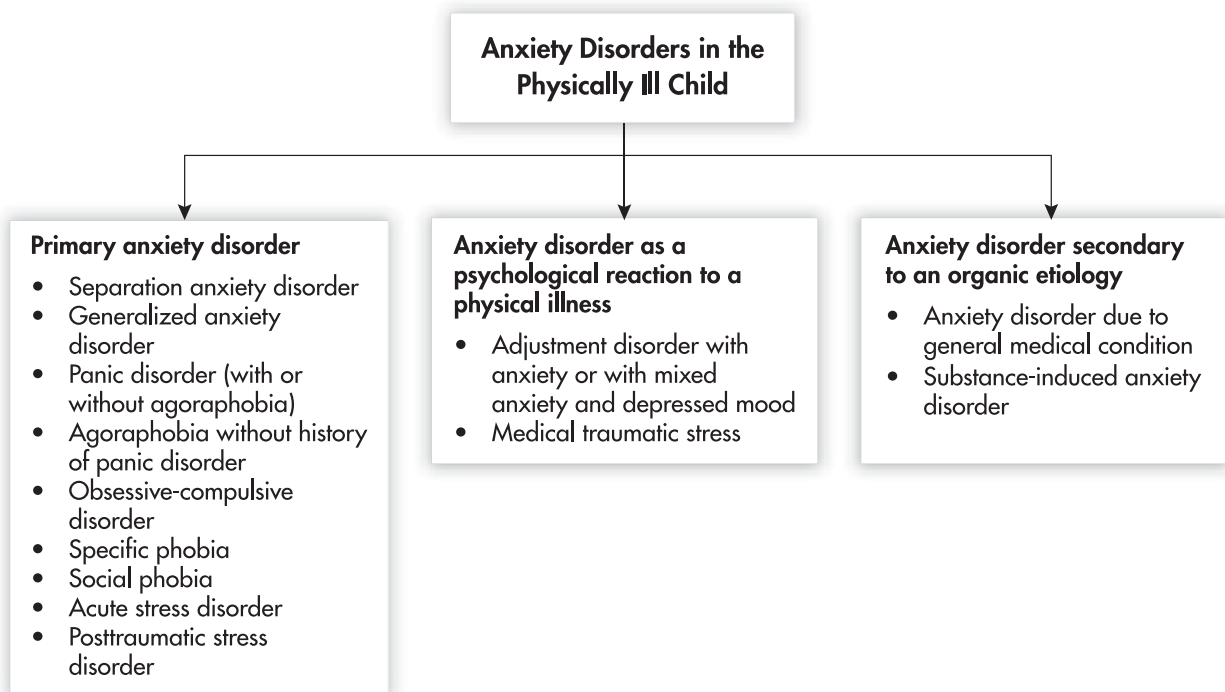 Anxiety Disorders in the
Physically Ill Child
Primary anxiety disorder
• Separation anxiety disorder
• Generalized anxiety
disorder
• Panic disorder (with or
without agoraphobia)
• Agoraphobia without history
of panic disorder
• Obsessive-compulsive
disorder
• Specific phobia
• Social phobia
• Acute stress disorder
• Posttraumatic stress
disorder
Anxiety disorder as a
psychological reaction to a
physical illness
• Adjustment disorder with
anxiety or with mixed
anxiety and depressed mood
• Medical traumatic stress
Anxiety disorder secondary
to an organic etiology
• Anxiety disorder due to
general medical condition
• Substance-induced anxiety
disorder